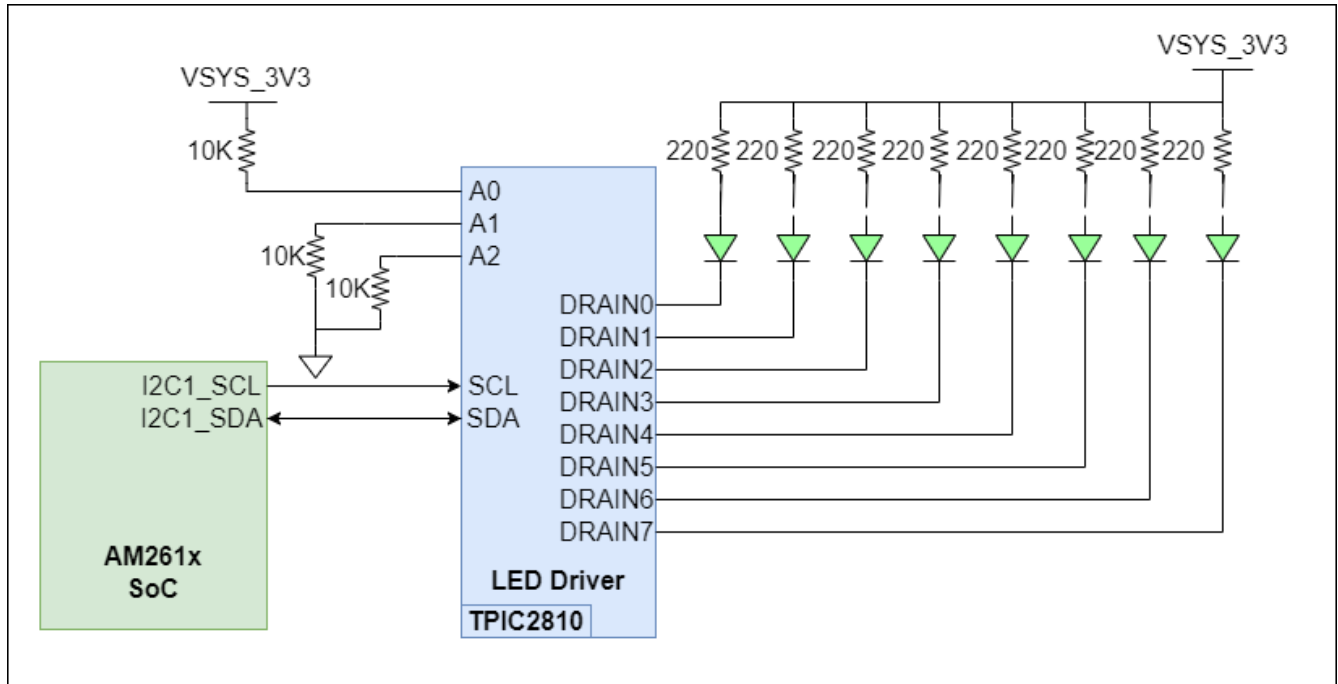 VSYS_3V3
VSYS_3V3
10K
220 220 220 220 220 220 220 220
A0
A1
10K
A2
10K
DRAIN0
DRAIN1
DRAIN2
I2C1_SCL
SCL
DRAIN3
I2C1_SDA
SDA
DRAIN4
DRAIN5
DRAIN6
DRAIN7
AM261x
SoC
LED Driver
TPIC2810